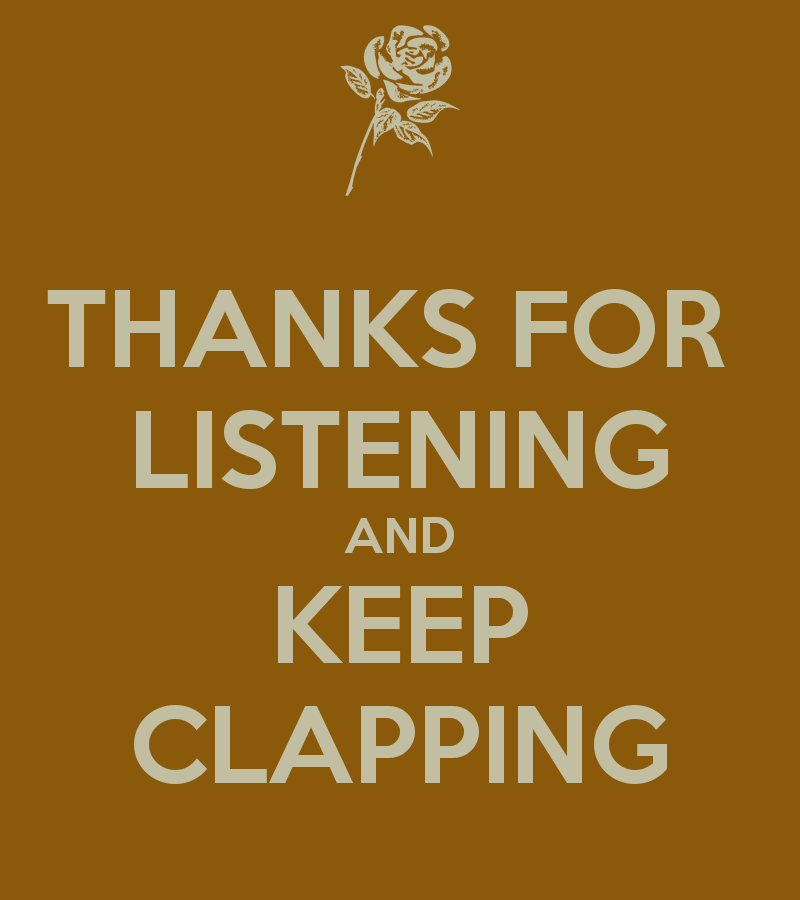 THANKS FOR
LISTENING
AND
KEEP
CLAPPING